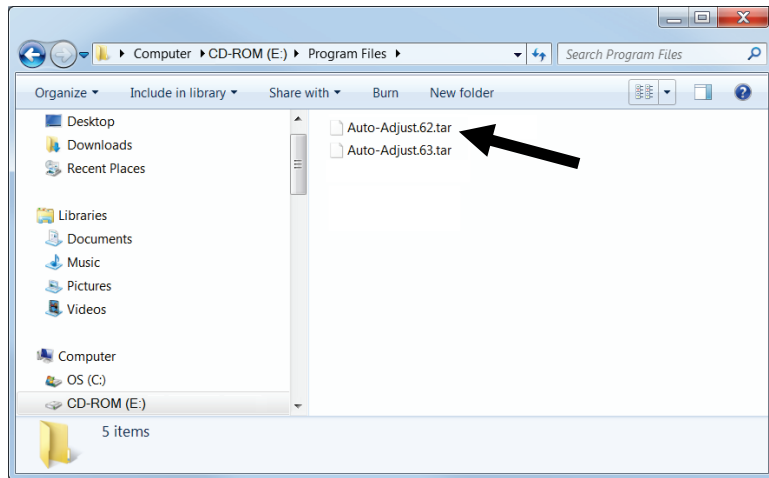 Computer CD-ROM (E:) Program Files Search Program Files
Organize Include in library Share with Burn New folder
Desktop
Downloads
Recent Places
Libraries
Documents
Music
Pictures
Videos
Computer
OS (C:)
CD-ROM (E:)
Auto-Adjust.62.tar
Auto-Adjust.63.tar
5 items